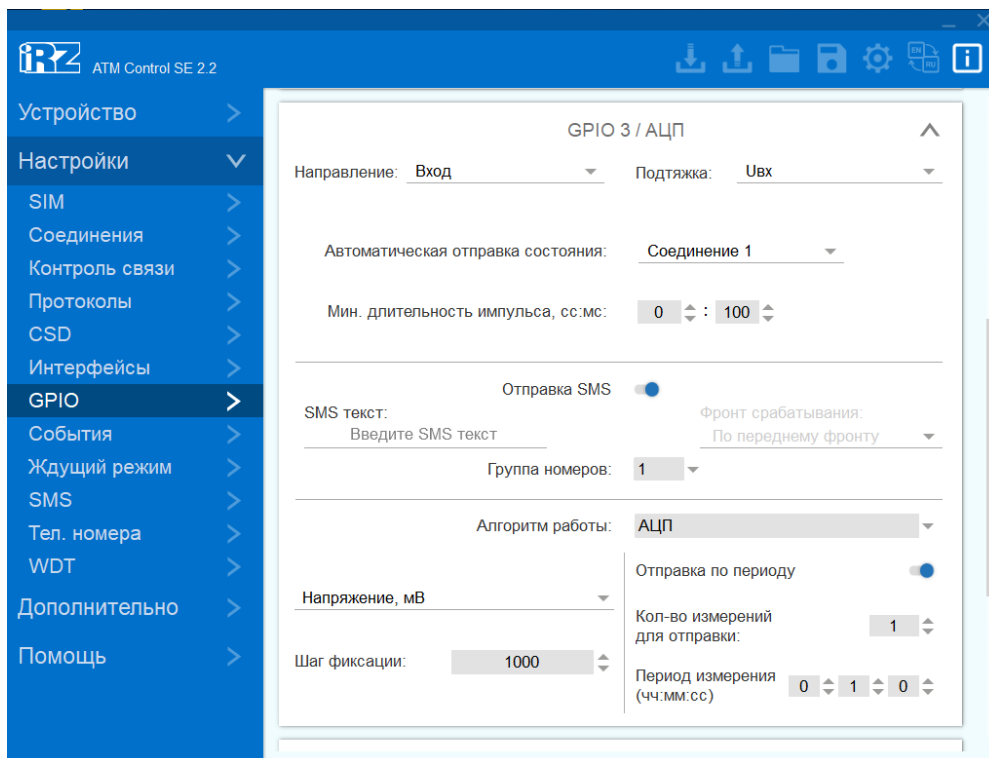 iRZ ATM Control SE 2.2
EN RU
Устройство
Настройки
SIM
Соединения
Контроль связи
Протоколы
CSD
Интерфейсы
GPIO
События
Ждущий режим
SMS
Тел. номера
WDT
Дополнительно
Помощь
GPIO 3 / АЦП
Направление: Вход Подтяжка: Uвх
Автоматическая отправка состояния: Соединение 1
Мин. длительность импульса, сс:мс: 0 : 100
Отправка SMS
SMS текст: Фронт срабатывания:
Введите SMS текст По переднему фронту
Группа номеров: 1
Алгоритм работы: АЦП
Напряжение, мВ
Шаг фиксации: 1000
Отправка по периоду
Кол-во измерений
для отправки: 1
Период измерения
(чч:мм:сс) 0 1 0